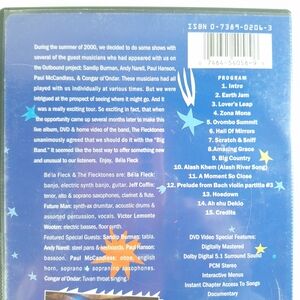 ISBN 0-7389-0206-3
During the summer of 2000, we decided to do some shows with
several of the guest musicians who had appeared with us on
the Outbound project: Sandip Burman, Andy Narell, Paul Hanson,
Paul McCandless, & Congar ol'Ondar. These musicians had all
played with us individually at various times. But we were
intrigued at the prospect of seeing where it might go. And it
was a really exciting tour. So exciting in fact, that when
the opportunity came up several months later to make this
live album, DVD & home video of the band, The Flecktones
unanimously agreed that we should do it with the "Big
Band". It seemed like the best way to offer something new
and unusual to our listeners. Enjoy, Béla Fleck
Béla Fleck & The Flecktones are: Béla Fleck:
banjo, electric synth banjo, guitar, Jeff Coffin:
tenor, alto & soprano saxophones, clarinet & flute,
Future Man: synth-ax drumitar, acoustic drums &
assorted percussion, vocals, Victor Lemonte
Wooten: electric basses, four earth.
Featured Special Guests: Sandip Burman: tabla,
Andy Narell: steel pans & keyboards, Paul Hanson:
bassoon, Paul McCandless: oboe, english
horn, soprano & sopranino saxophone.
Congar ol'Ondar: Tuvan throat singing.
PROGRAM
1. Intro
2. Earth Jam
3. Lover's Leap
4. Zona Mona
5. Ovombo Summit
6. Hall Of Mirrors
7. Scratch & Sniff
8. Amazing Grace
9. Big Country
10. Alash Khem (Alash River Song)
11. A Moment So Close
12. Prelude from Bach violin partita #3
13. Hoedown
14. Ah shu Dekio
15. Credits
DVD Video Special Features:
Digitally Mastered
Dolby Digital 5.1 Surround Sound
PCM Stereo
Interactive Menus
Instant Chapter Access To Songs